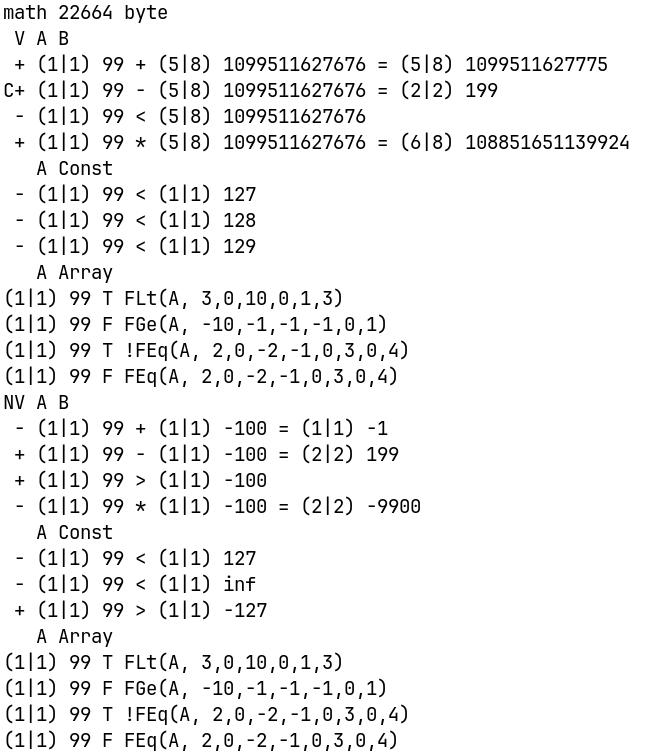 math 22664 byte
 V A B
 + (1|1) 99 + (5|8) 1099511627676 = (5|8) 1099511627775
C+ (1|1) 99 - (5|8) 1099511627676 = (2|2) 199
 - (1|1) 99 < (5|8) 1099511627676
 + (1|1) 99 * (5|8) 1099511627676 = (6|8) 108851651139924
   A Const
 - (1|1) 99 < (1|1) 127
 - (1|1) 99 < (1|1) 128
 - (1|1) 99 < (1|1) 129
   A Array
(1|1) 99 T FLt(A, 3,0,10,0,1,3)
(1|1) 99 F FGe(A, -10,-1,-1,-1,0,1)
(1|1) 99 T !FEq(A, 2,0,-2,-1,0,3,0,4)
(1|1) 99 F FEq(A, 2,0,-2,-1,0,3,0,4)
NV A B
 - (1|1) 99 + (1|1) -100 = (1|1) -1
 + (1|1) 99 - (1|1) -100 = (2|2) 199
 + (1|1) 99 > (1|1) -100
 - (1|1) 99 * (1|1) -100 = (2|2) -9900
   A Const
 - (1|1) 99 < (1|1) 127
 - (1|1) 99 < (1|1) inf
 + (1|1) 99 > (1|1) -127
   A Array
(1|1) 99 T FLt(A, 3,0,10,0,1,3)
(1|1) 99 F FGe(A, -10,-1,-1,-1,0,1)
(1|1) 99 T !FEq(A, 2,0,-2,-1,0,3,0,4)
(1|1) 99 F FEq(A, 2,0,-2,-1,0,3,0,4)